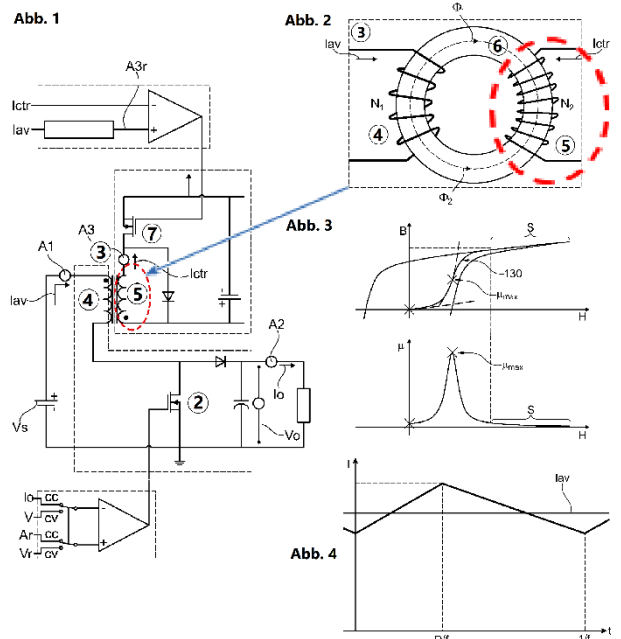 Abb. 1
A3r
Ictr
Iav
-
+
7
A3
3
Ictr
A1
Iav
4
5
A2
Io
2
Vs
Vo
Io
CC
V
CV
Ar
CC
Vr
CV
-
+
Abb. 2
3
Iav
Φ
6
Ictr
N1
N2
4
5
Φ2
Abb. 3
B
S
130
μmax
H
μ
μmax
S
H
I
Iav
Abb. 4
1/f
t